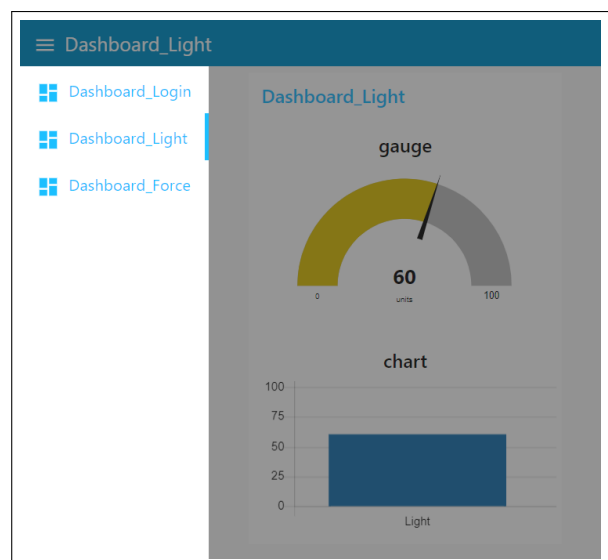 Dashboard_Light
Dashboard_Login
Dashboard_Light
Dashboard_Force
Dashboard_Light
gauge
60
0
units
100
chart
100
75
50
25
0
Light